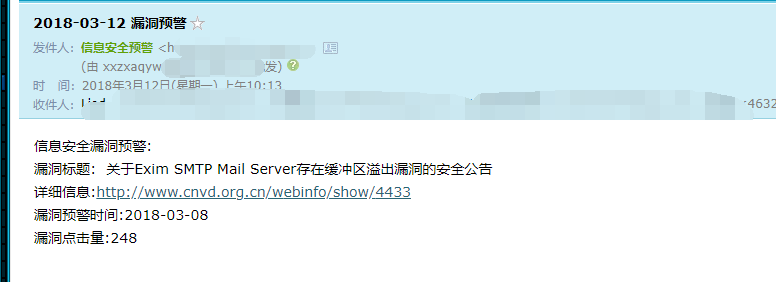 2018-03-12 漏洞预警
发件人：信息安全预警 <h
(由 xxzxaqyw 发)
时 间：2018年3月12日(星期一) 上午10:13
收件人： 4632
信息安全漏洞预警:
漏洞标题：关于Exim SMTP Mail Server存在缓冲区溢出漏洞的安全公告
详细信息:http://www.cnvd.org.cn/webinfo/show/4433
漏洞预警时间:2018-03-08
漏洞点击量:248